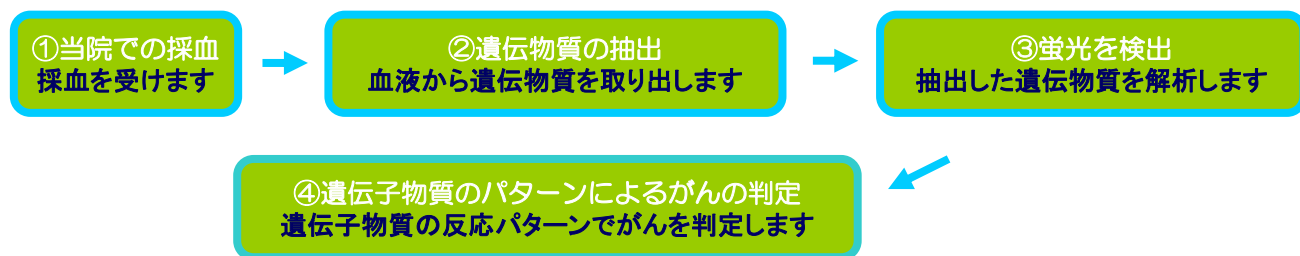 ①当院での採血
採血を受けます
②遺伝物質の抽出
血液から遺伝物質を取り出します
③蛍光を検出
抽出した遺伝物質を解析します
④遺伝子物質のパターンによるがんの判定
遺伝子物質の反応パターンでがんを判定します